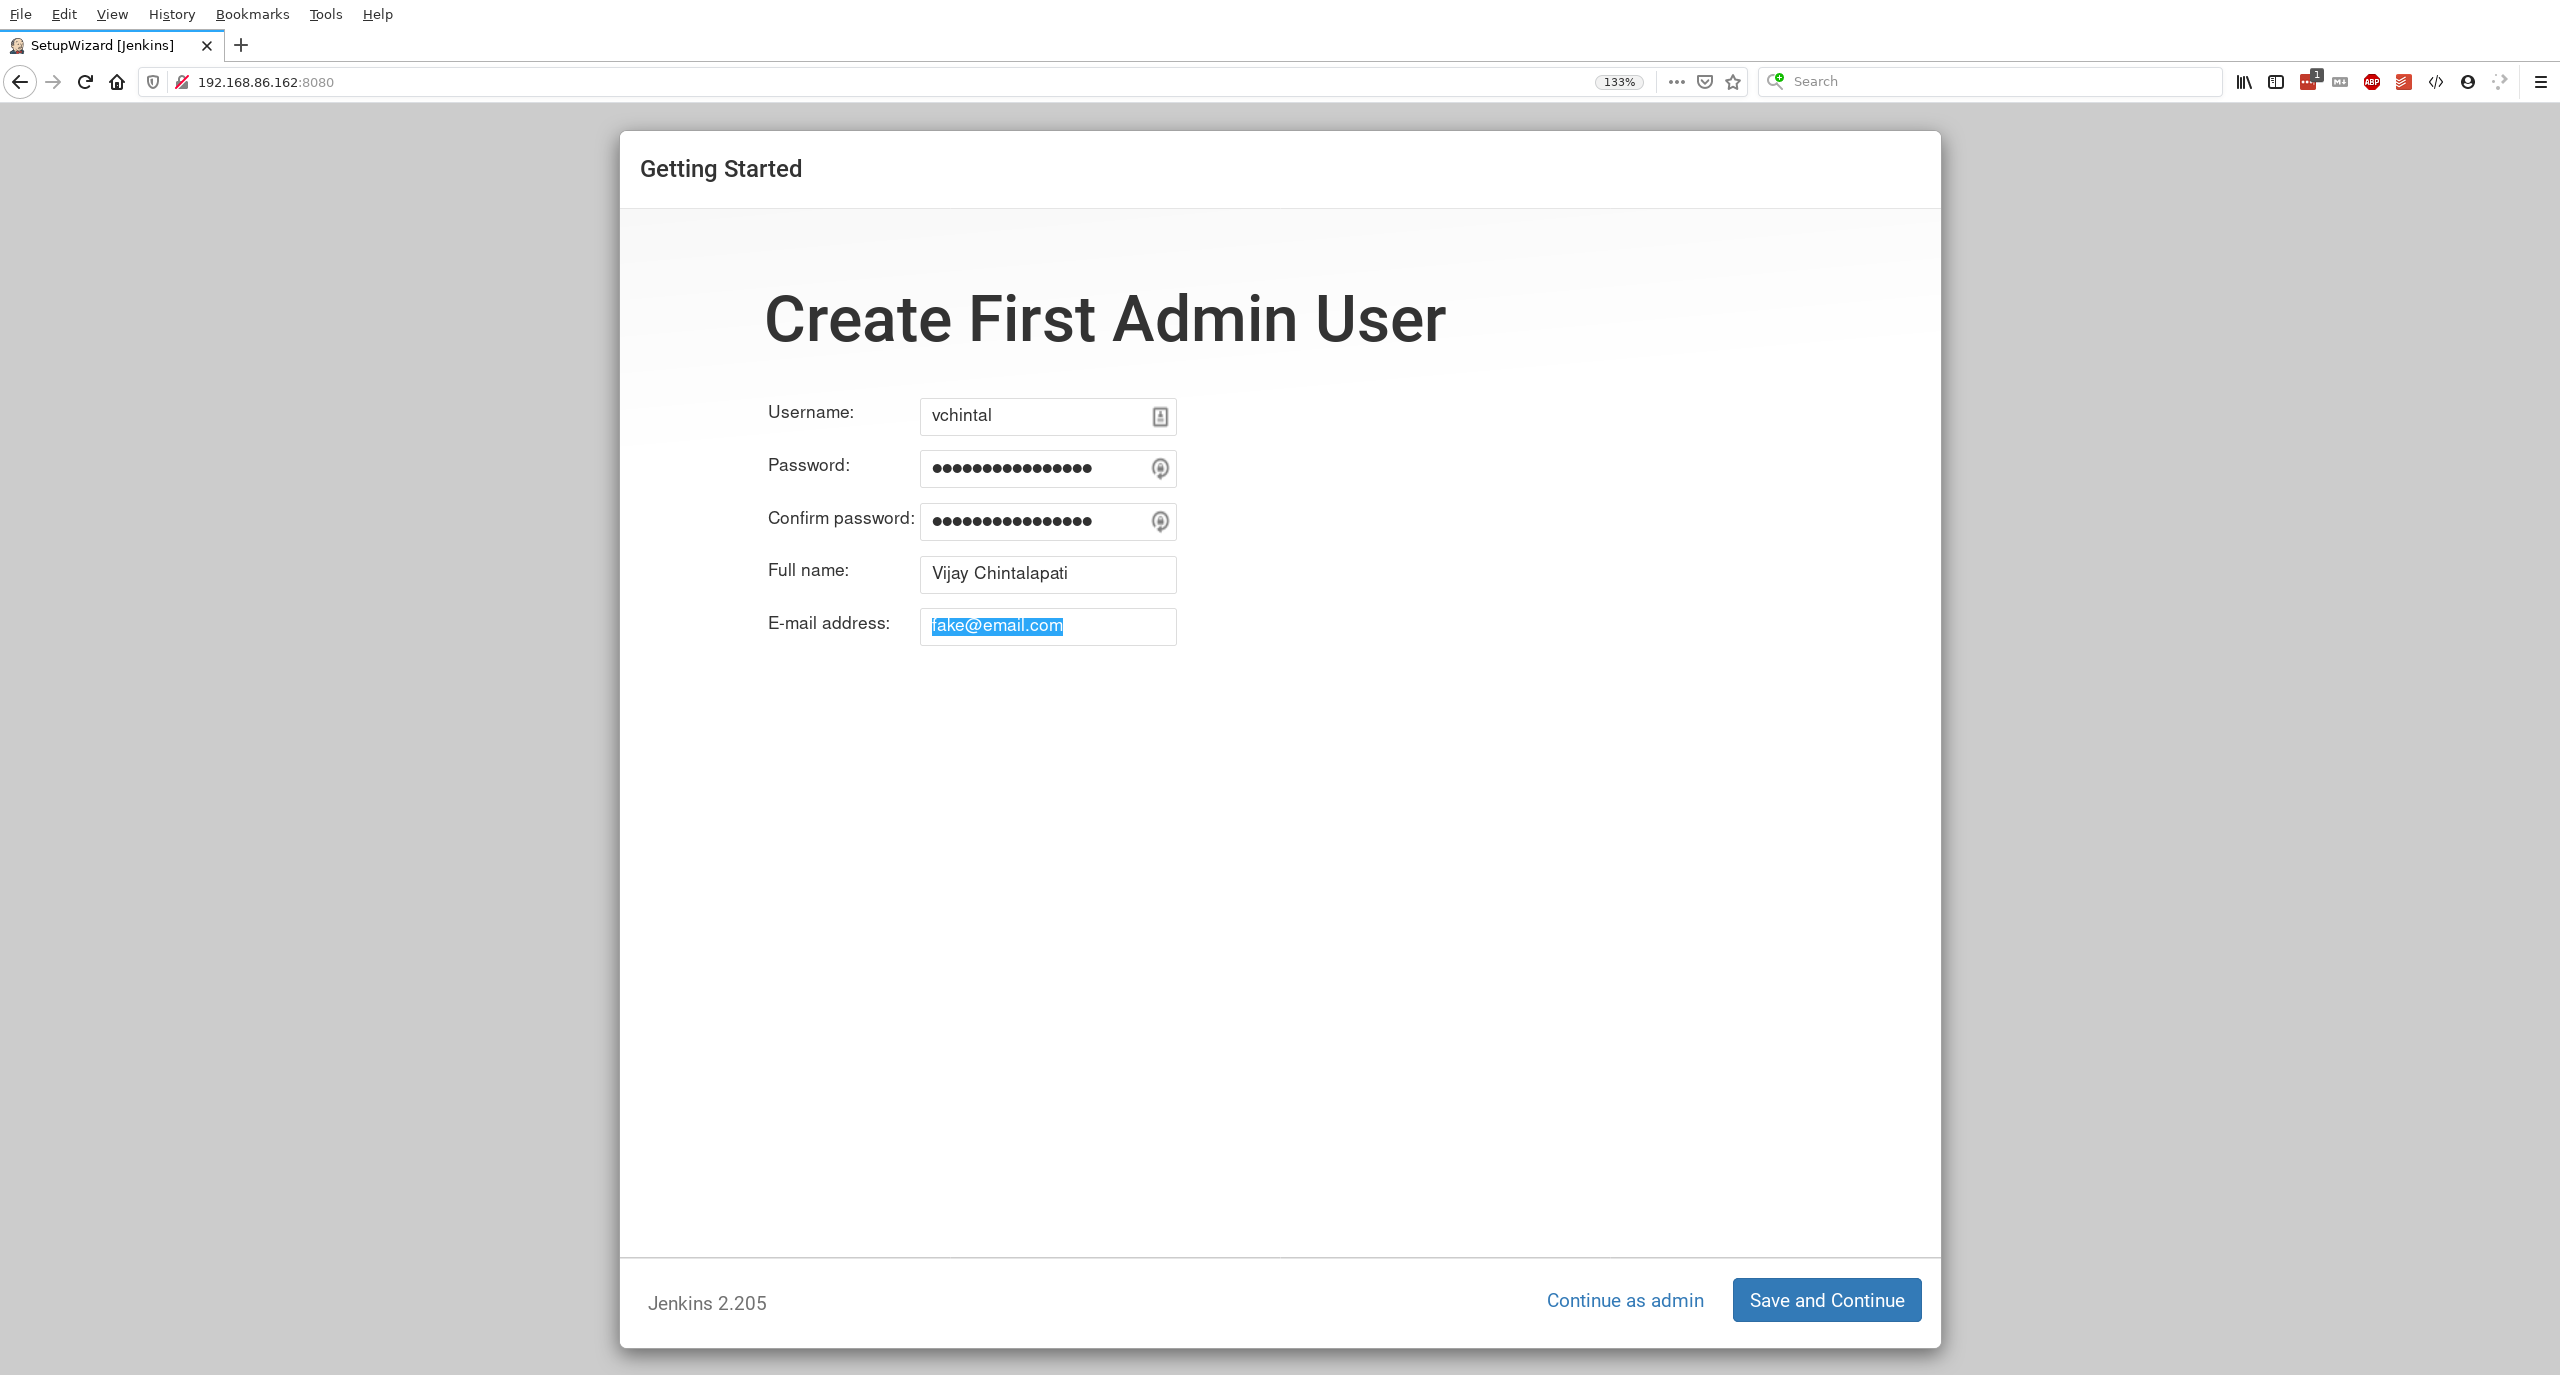 File Edit View History Bookmarks Tools Help
SetupWizard [Jenkins]
192.168.86.162:8080 133% Search 1 M↓ ABP
Getting Started
Create First Admin User
Username: vchintal
Password: ●●●●●●●●●●●●●●●●
Confirm password: ●●●●●●●●●●●●●●●●
Full name: Vijay Chintalapati
E-mail address: fake@email.com
Jenkins 2.205 Continue as admin Save and Continue